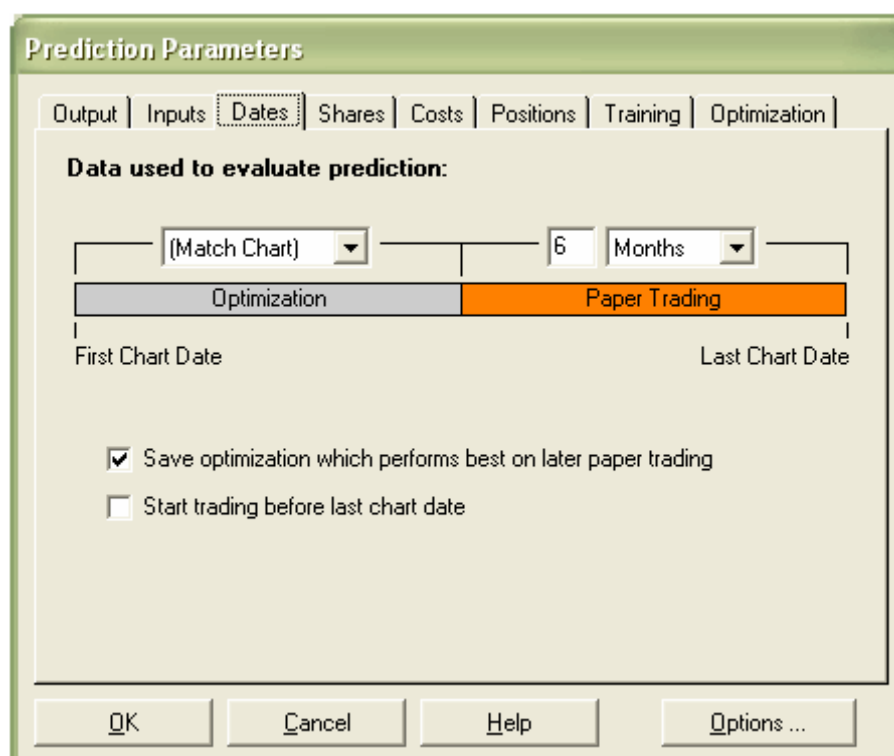 Prediction Parameters
Output Inputs Dates Shares Costs Positions Training Optimization
Data used to evaluate prediction:
(Match Chart) 6 Months
Optimization Paper Trading
First Chart Date Last Chart Date
Save optimization which performs best on later paper trading
Start trading before last chart date
OK Cancel Help Options ...